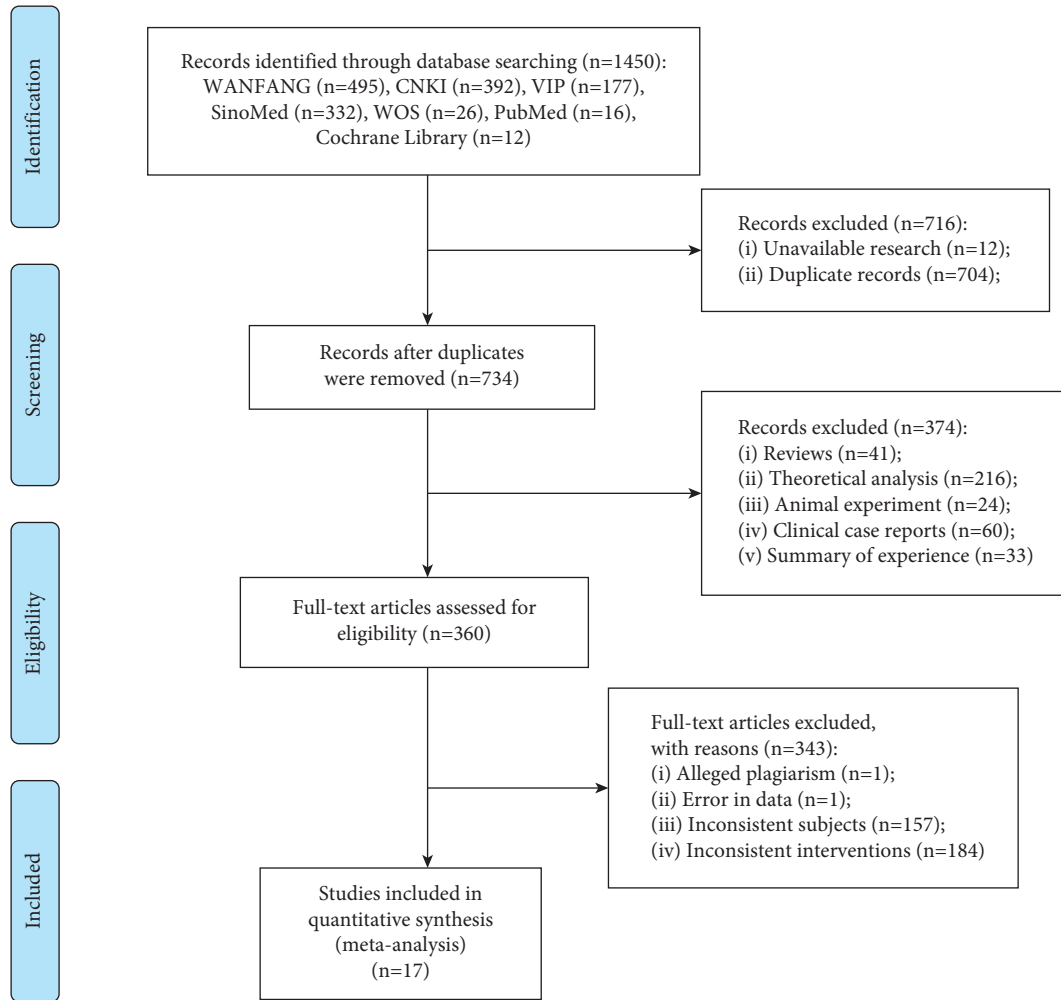 Identification
Records identified through database searching (n=1450):
WANFANG (n=495), CNKI (n=392), VIP (n=177),
SinoMed (n=332), WOS (n=26), PubMed (n=16),
Cochrane Library (n=12)
Records excluded (n=716):
(i) Unavailable research (n=12);
(ii) Duplicate records (n=704);
Screening
Records after duplicates
were removed (n=734)
Records excluded (n=374):
(i) Reviews (n=41);
(ii) Theoretical analysis (n=216);
(iii) Animal experiment (n=24);
(iv) Clinical case reports (n=60);
(v) Summary of experience (n=33)
Eligibility
Full-text articles assessed for
eligibility (n=360)
Full-text articles excluded,
with reasons (n=343):
(i) Alleged plagiarism (n=1);
(ii) Error in data (n=1);
(iii) Inconsistent subjects (n=157);
(iv) Inconsistent interventions (n=184)
Included
Studies included in
quantitative synthesis
(meta-analysis)
(n=17)